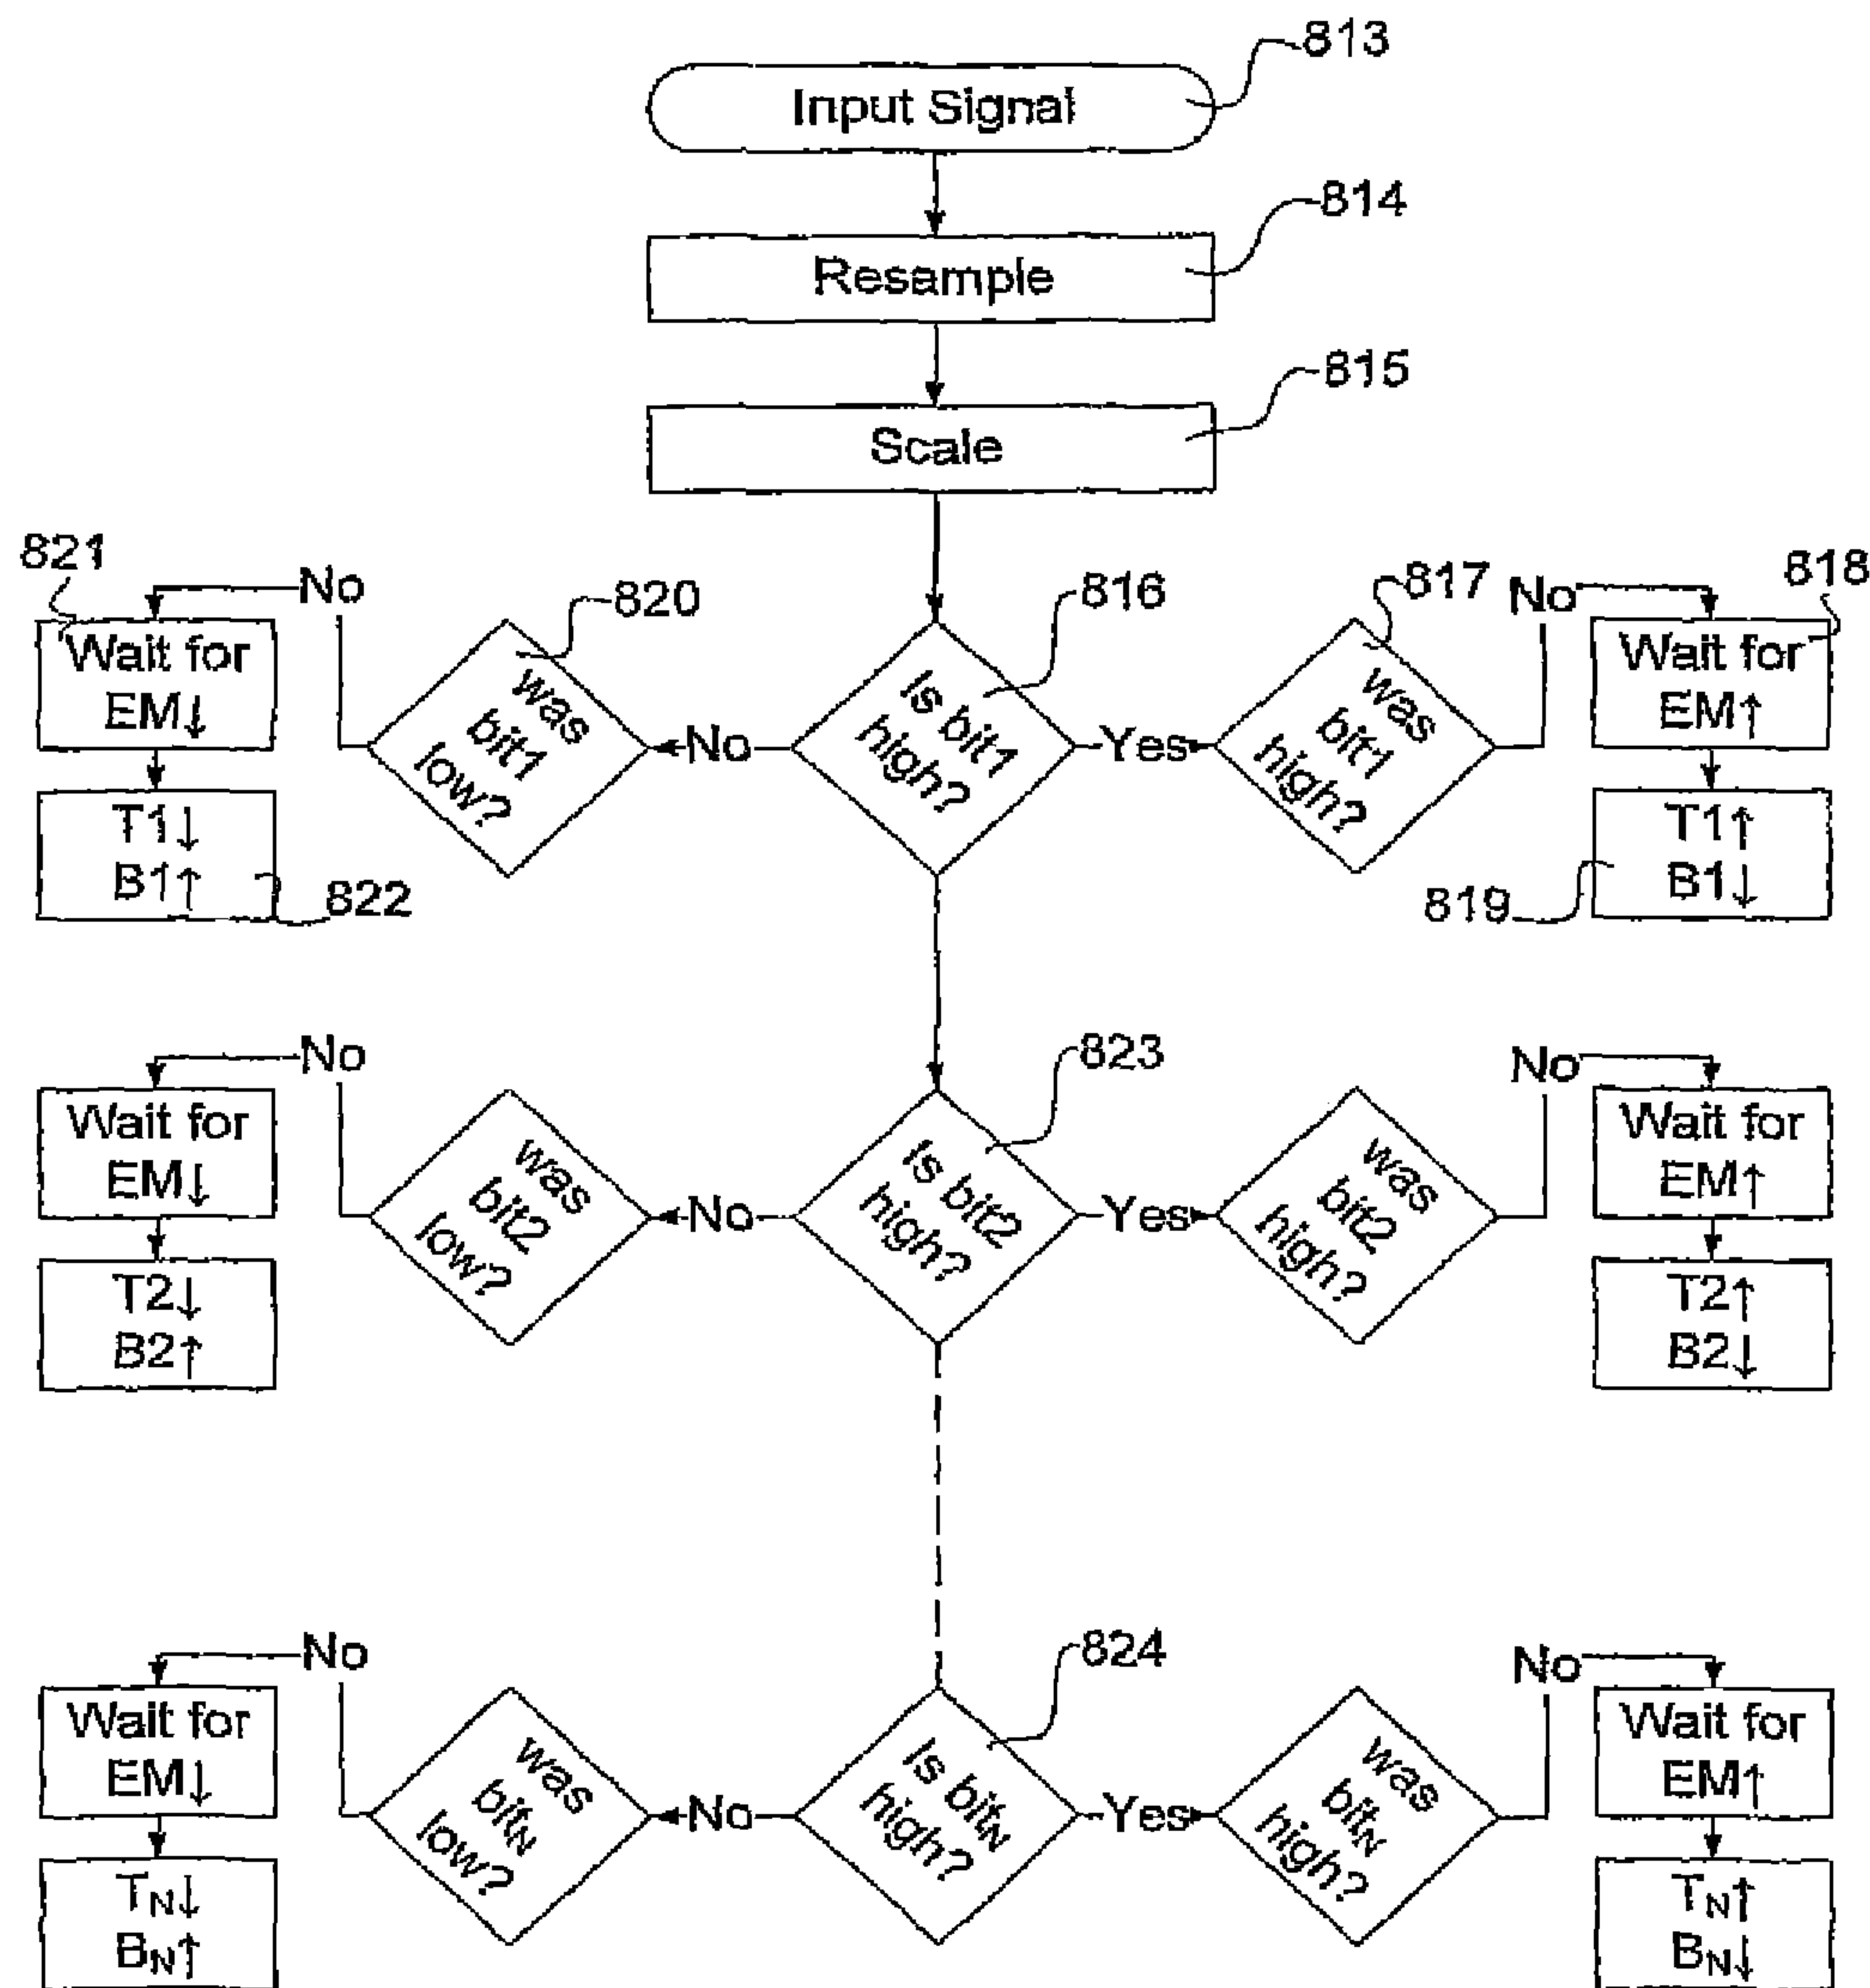 813
Input Signal
814
Resample
815
Scale
821
No
820
816
817
No
818
Wait for
EM↓
was
bit1
low?
No
Is bit1
high?
Yes
was
bit1
high?
Wait for
EM↑
T1↓
B1↑
822
819
T1↑
B1↓
No
823
No
Wait for
EM↓
was
bit2
low?
No
Is bit2
high?
Yes
was
bit2
high?
Wait for
EM↑
T2↓
B2↑
T2↑
B2↓
No
824
No
Wait for
EM↓
was
bitN
low?
No
Is bitN
high?
Yes
was
bitN
high?
Wait for
EM↑
TN↓
BN↑
TN↑
BN↓